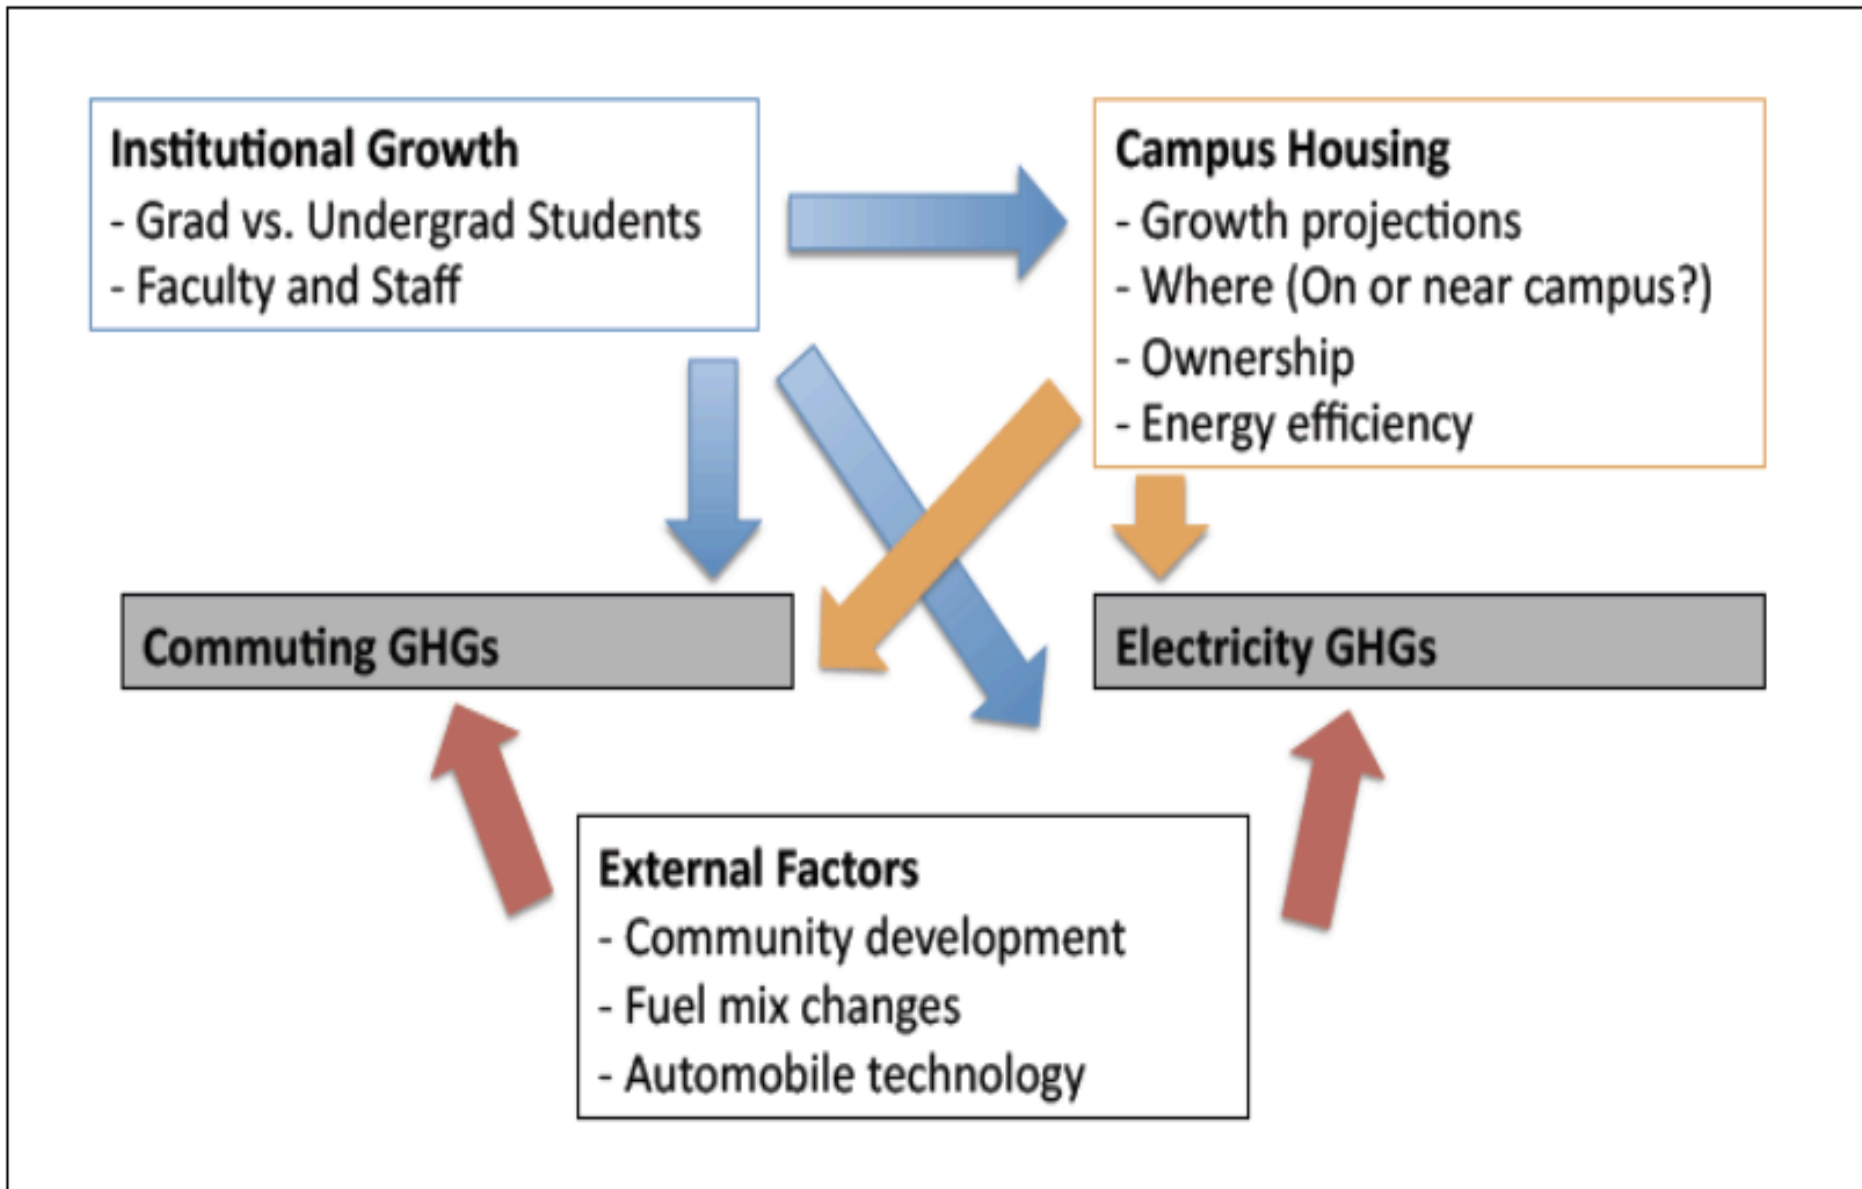 Institutional Growth
- Grad vs. Undergrad Students
- Faculty and Staff
Campus Housing
- Growth projections
- Where (On or near campus?)
- Ownership
- Energy efficiency
Commuting GHGs
Electricity GHGs
External Factors
- Community development
- Fuel mix changes
- Automobile technology